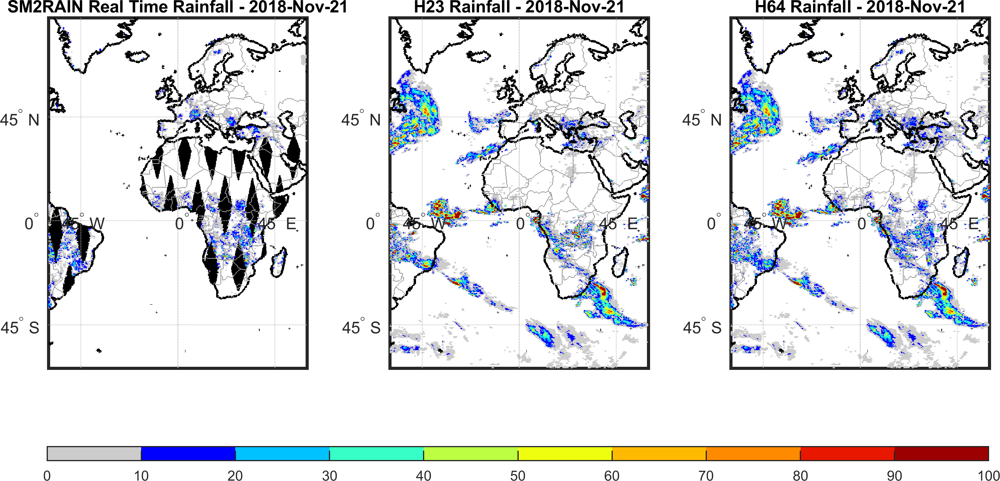 SM2RAIN Real Time Rainfall - 2018-Nov-21
H23 Rainfall - 2018-Nov-21
H64 Rainfall - 2018-Nov-21
45° N
45° N
45° N
0°
45° W
0°
45° E
0°
45° W
0°
45° E
0°
45° W
0°
45° E
45° S
45° S
45° S
0 10 20 30 40 50 60 70 80 90 100